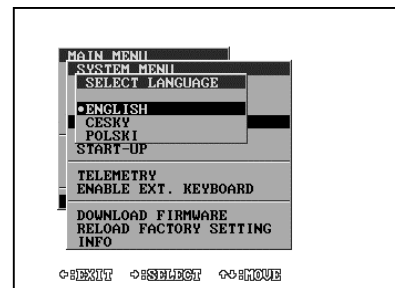 MAIN MENU
SYSTEM MENU
SELECT LANGUAGE
ENGLISH
CESKY
POLSKI
START-UP
TELEMETRY
ENABLE EXT. KEYBOARD
DOWNLOAD FIRMWARE
RELOAD FACTORY SETTING
INFO
:EXIT :SELECT :MOVE